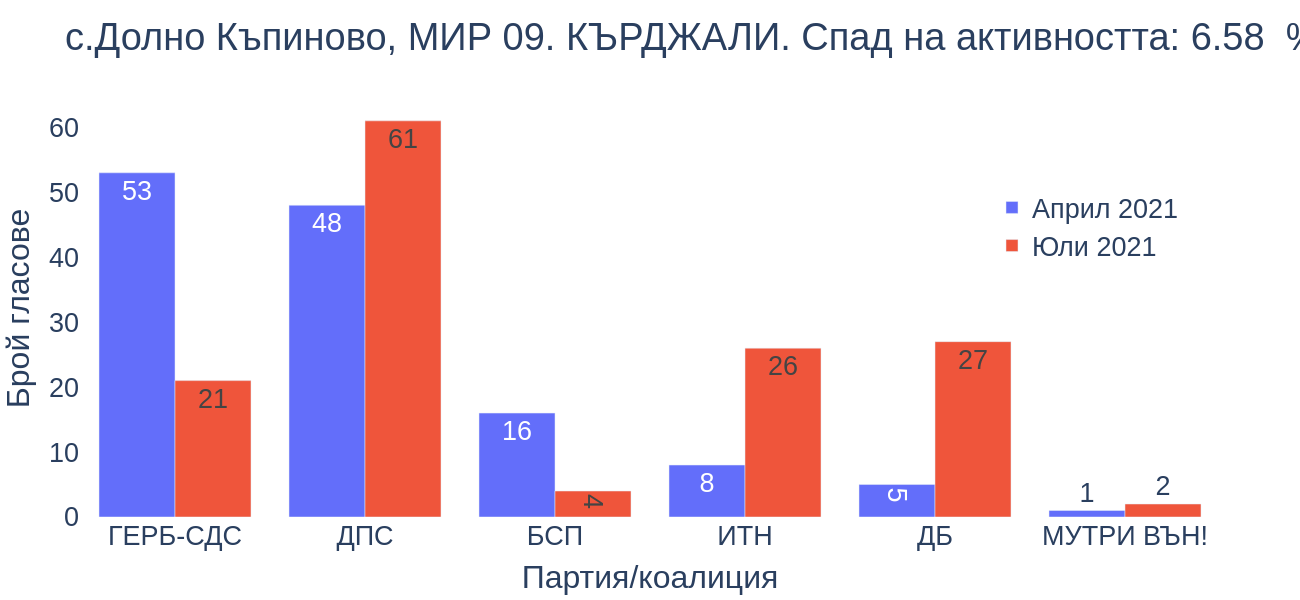 с.Долно Къпиново, МИР 09. КЪРДЖАЛИ. Спад на активността: 6.58 %
Брой гласове
60
50
40
30
20
10
0
53
21
48
61
16
4
8
26
5
27
1
2
Април 2021
Юли 2021
ГЕРБ-СДС
ДПС
БСП
ИТН
ДБ
МУТРИ ВЪН!
Партия/коалиция